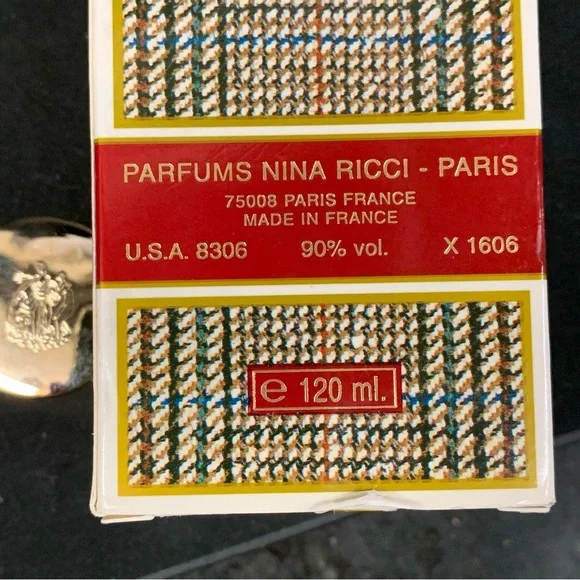 PARFUMS NINA RICCI - PARIS
75008 PARIS FRANCE
MADE IN FRANCE
U.S.A. 8306 90% vol. X 1606
℮ 120 ml.